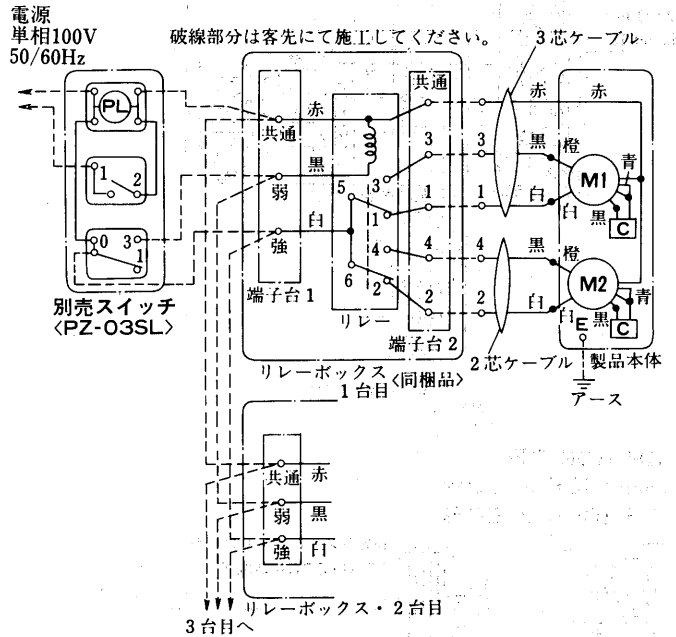 電源
単相100V
50/60Hz
破線部分は客先にて施工してください。
3芯ケーブル
PL
1 2
0 3
1
別売スイッチ
〈PZ-03SL〉
共通
弱
強
端子台1
赤
黒
白
5
3
1
4
6
2
リレー
共通
3
1
4
2
端子台2
リレーボックス
1台目
〈同梱品〉
3
1
4
2
2芯ケーブル
赤
赤
黒
橙
青
M1
白
白
黒
C
黒
橙
M2
青
白
白
黒
C
E
製品本体
アース
共通
赤
弱
黒
強
白
リレーボックス・2台目
3台目へ